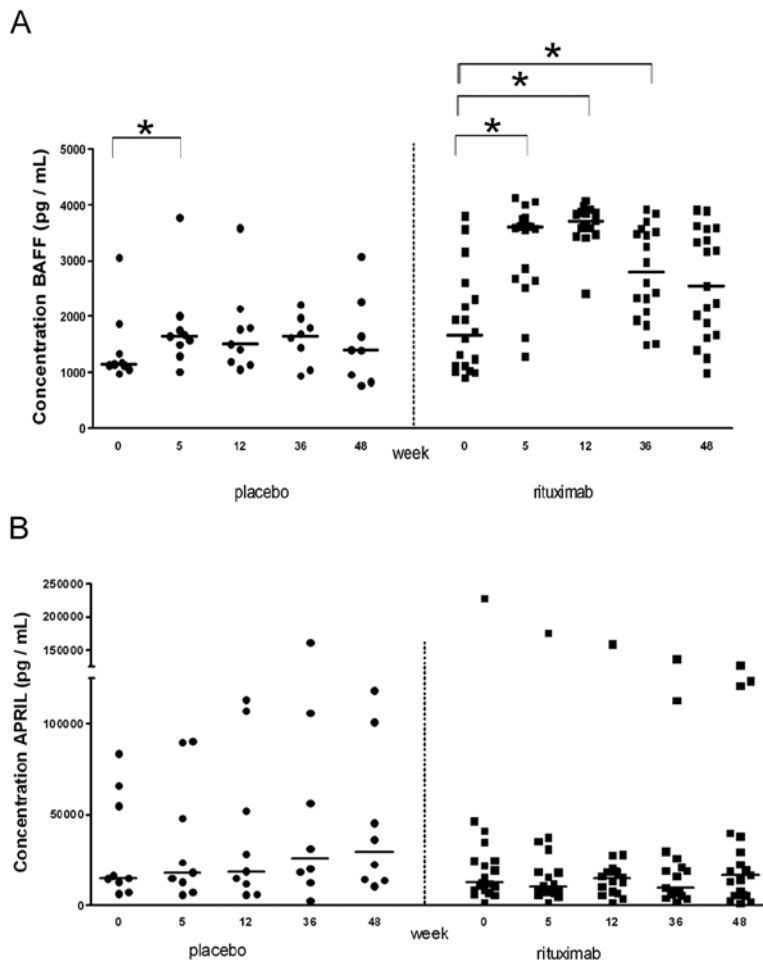 A
*
*
*
*
5000
4000
3000
2000
1000
0
Concentration BAFF (pg / mL)
0 5 12 36 48 week 0 5 12 36 48
placebo rituximab
B
250000
200000
150000
100000
50000
0
Concentration APRIL (pg / mL)
0 5 12 36 48 week 0 5 12 36 48
placebo rituximab